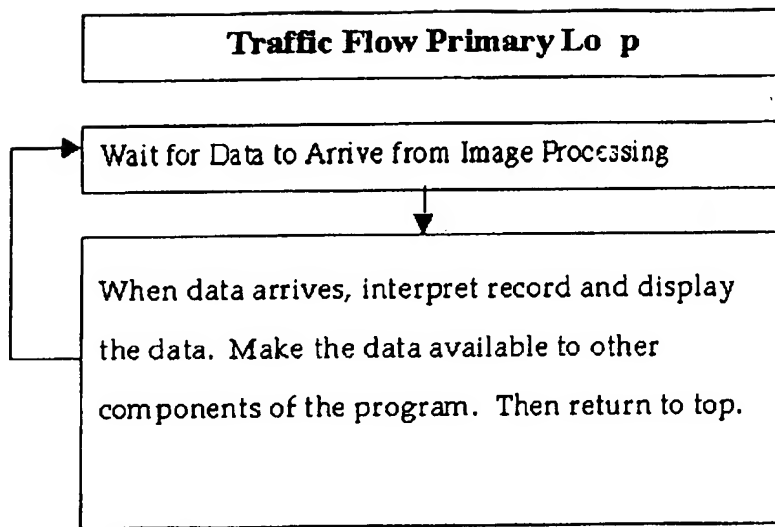 Traffic Flow Primary Lo p
Wait for Data to Arrive from Image Processing
When data arrives, interpret record and display
the data. Make the data available to other
components of the program. Then return to top.